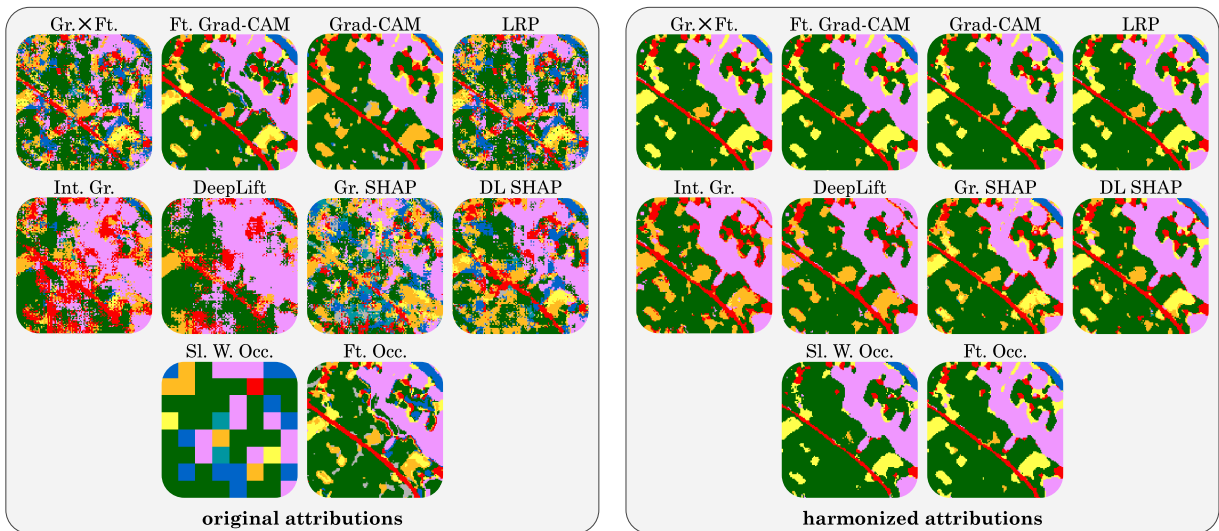 Gr.×Ft. Ft. Grad-CAM Grad-CAM LRP
Int. Gr. DeepLift Gr. SHAP DL SHAP
Sl. W. Occ. Ft. Occ.
original attributions
Gr.×Ft. Ft. Grad-CAM Grad-CAM LRP
Int. Gr. DeepLift Gr. SHAP DL SHAP
Sl. W. Occ. Ft. Occ.
harmonized attributions